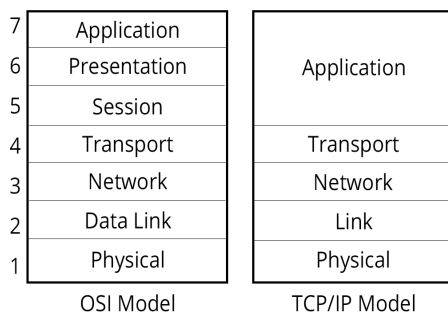 7 Application
6 Presentation
5 Session
4 Transport
3 Network
2 Data Link
1 Physical
OSI Model
Application
Transport
Network
Link
Physical
TCP/IP Model